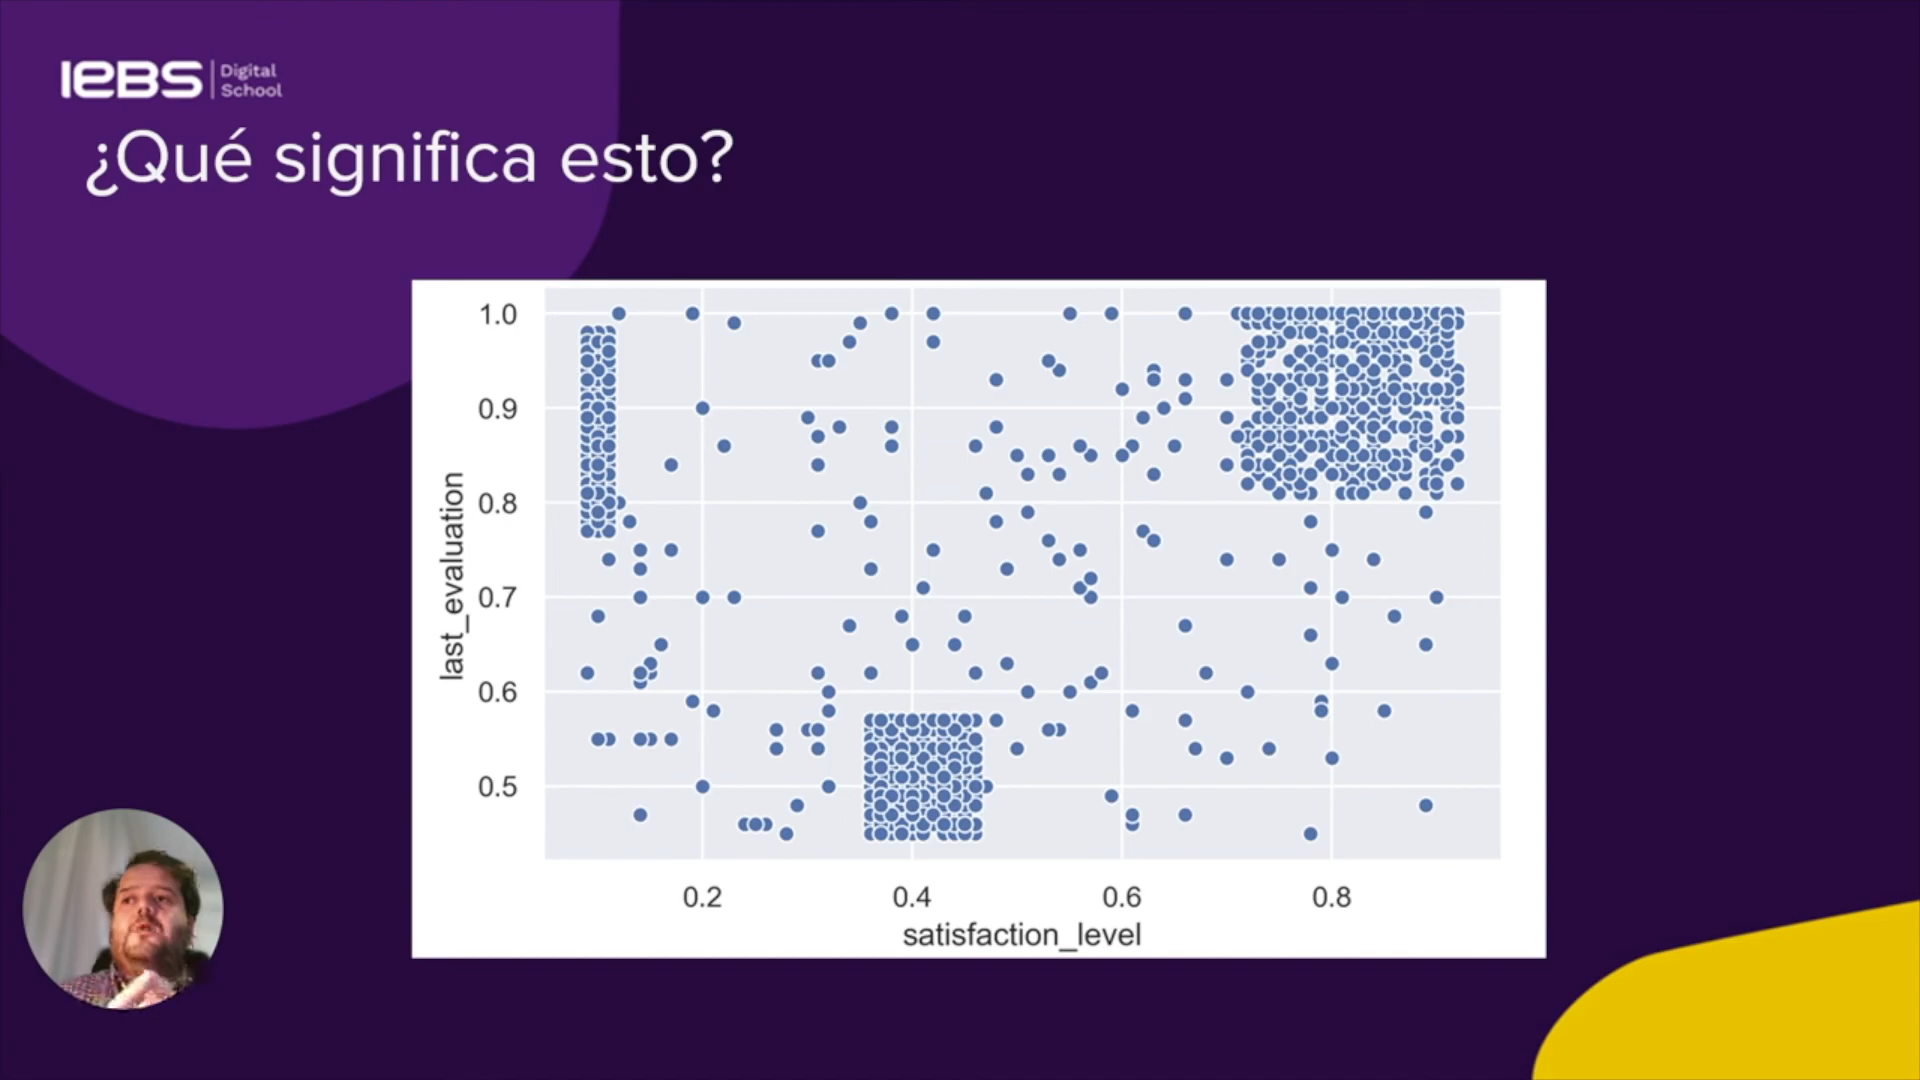 IEBS Digital
School
¿Qué significa esto?
1.0
0.9
0.8
0.7
0.6
0.5
last_evaluation
0.2 0.4 0.6 0.8
satisfaction_level